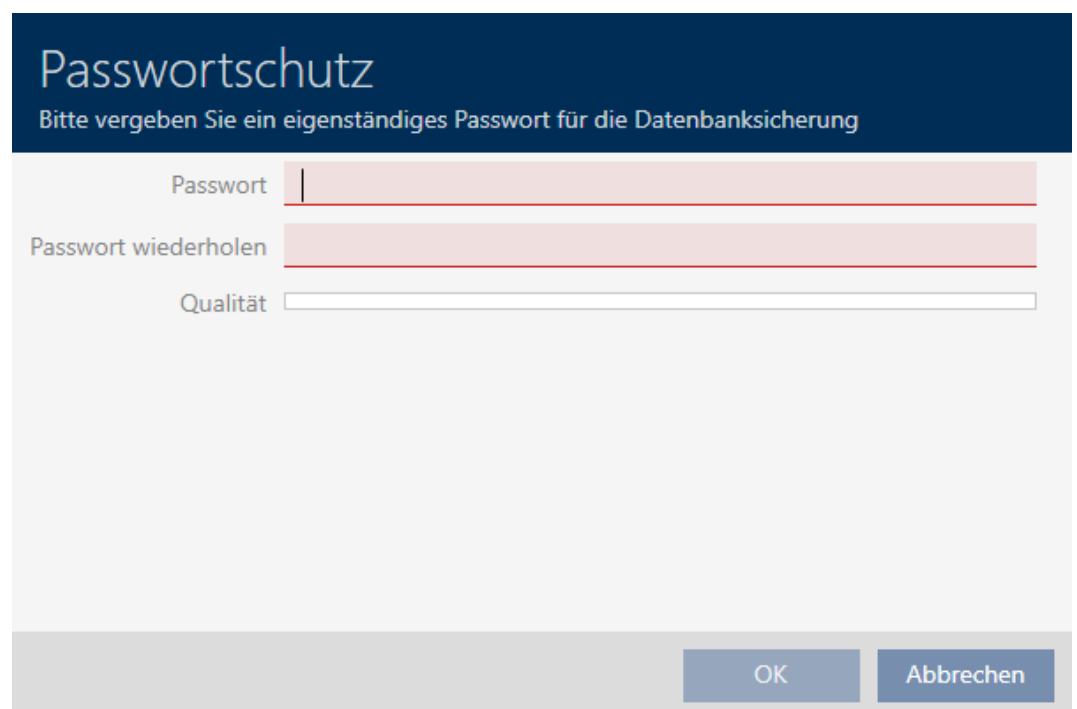 Passwortschutz
Bitte vergeben Sie ein eigenständiges Passwort für die Datenbanksicherung
Passwort
Passwort wiederholen
Qualität
OK
Abbrechen